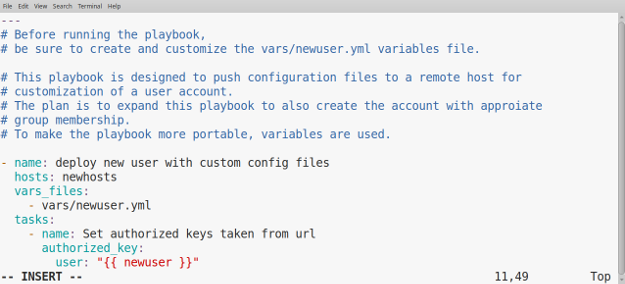 File Edit View Search Terminal Help
---
# Before running the playbook,
# be sure to create and customize the vars/newuser.yml variables file.
# This playbook is designed to push configuration files to a remote host for
# customization of a user account.
# The plan is to expand this playbook to also create the account with approiate
# group membership.
# To make the playbook more portable, variables are used.
- name: deploy new user with custom config files
hosts: newhosts
vars_files:
- vars/newuser.yml
tasks:
- name: Set authorized keys taken from url
authorized_key:
user: "{{ newuser }}"
-- INSERT -- 11,49 Top